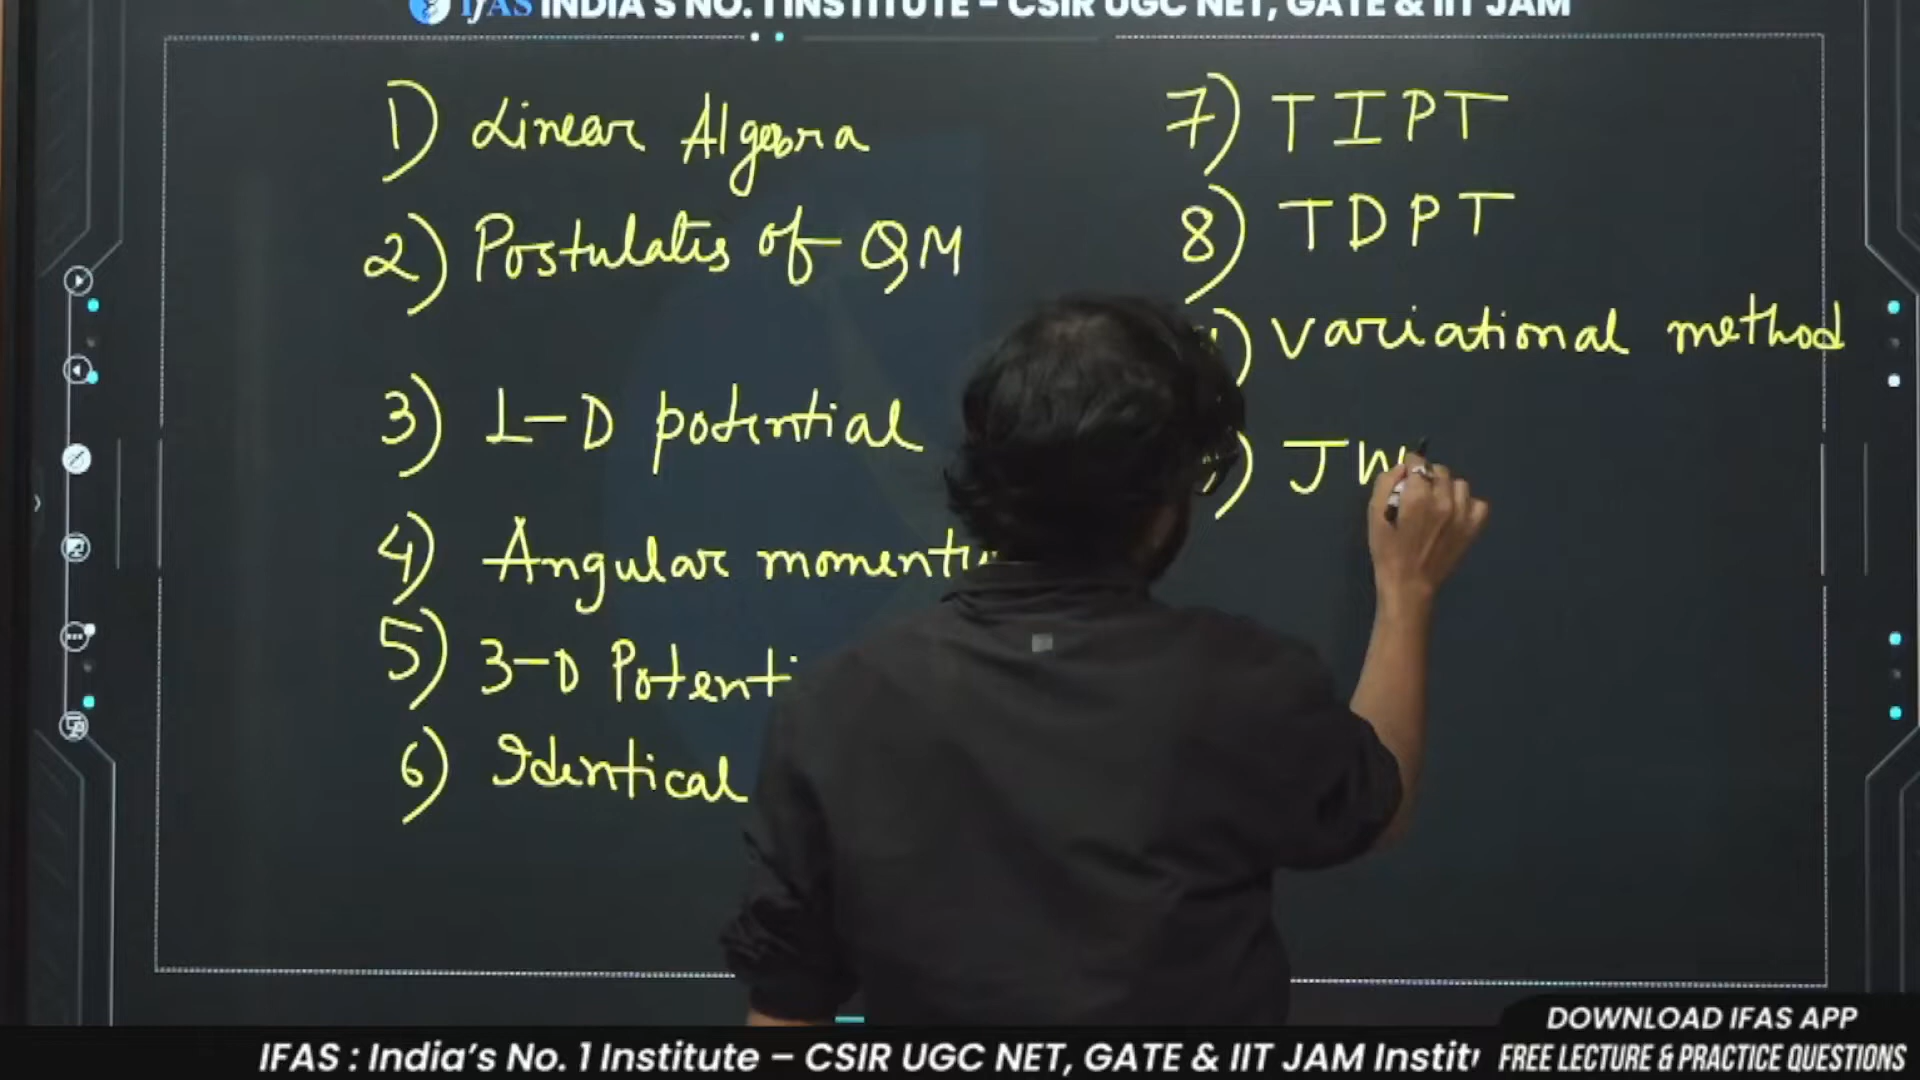 IFAS INDIA'S NO. 1 INSTITUTE – CSIR UGC NET, GATE & IIT JAM
1) Linear Algebra
2) Postulates of QM
3) 1-D potential
4) Angular momentu
5) 3-D Potenti
6) Identical
7) TIPT
8) TDPT
) Variational method
) JW
DOWNLOAD IFAS APP
IFAS : India's No. 1 Institute – CSIR UGC NET, GATE & IIT JAM Instit
FREE LECTURE & PRACTICE QUESTIONS